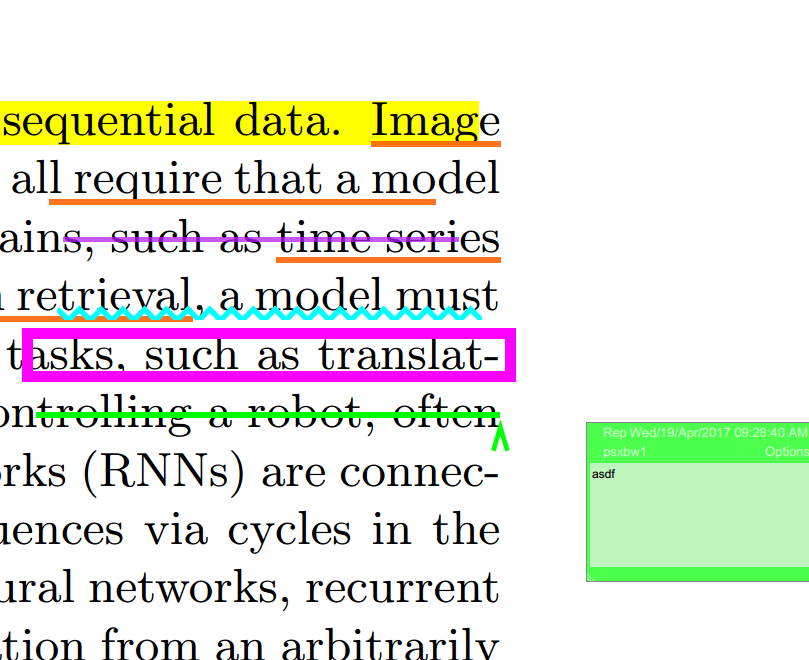 sequential data. Image
all require that a model
ains, such as time series
retrieval, a model must
tasks, such as translat-
ontrolling a robot, often
orks (RNNs) are connec-
uences via cycles in the
ural networks, recurrent
ation from an arbitrarily
Rep Wed/19/Apr/2017 09:28:40 AM
psxbw1 Options
asdf